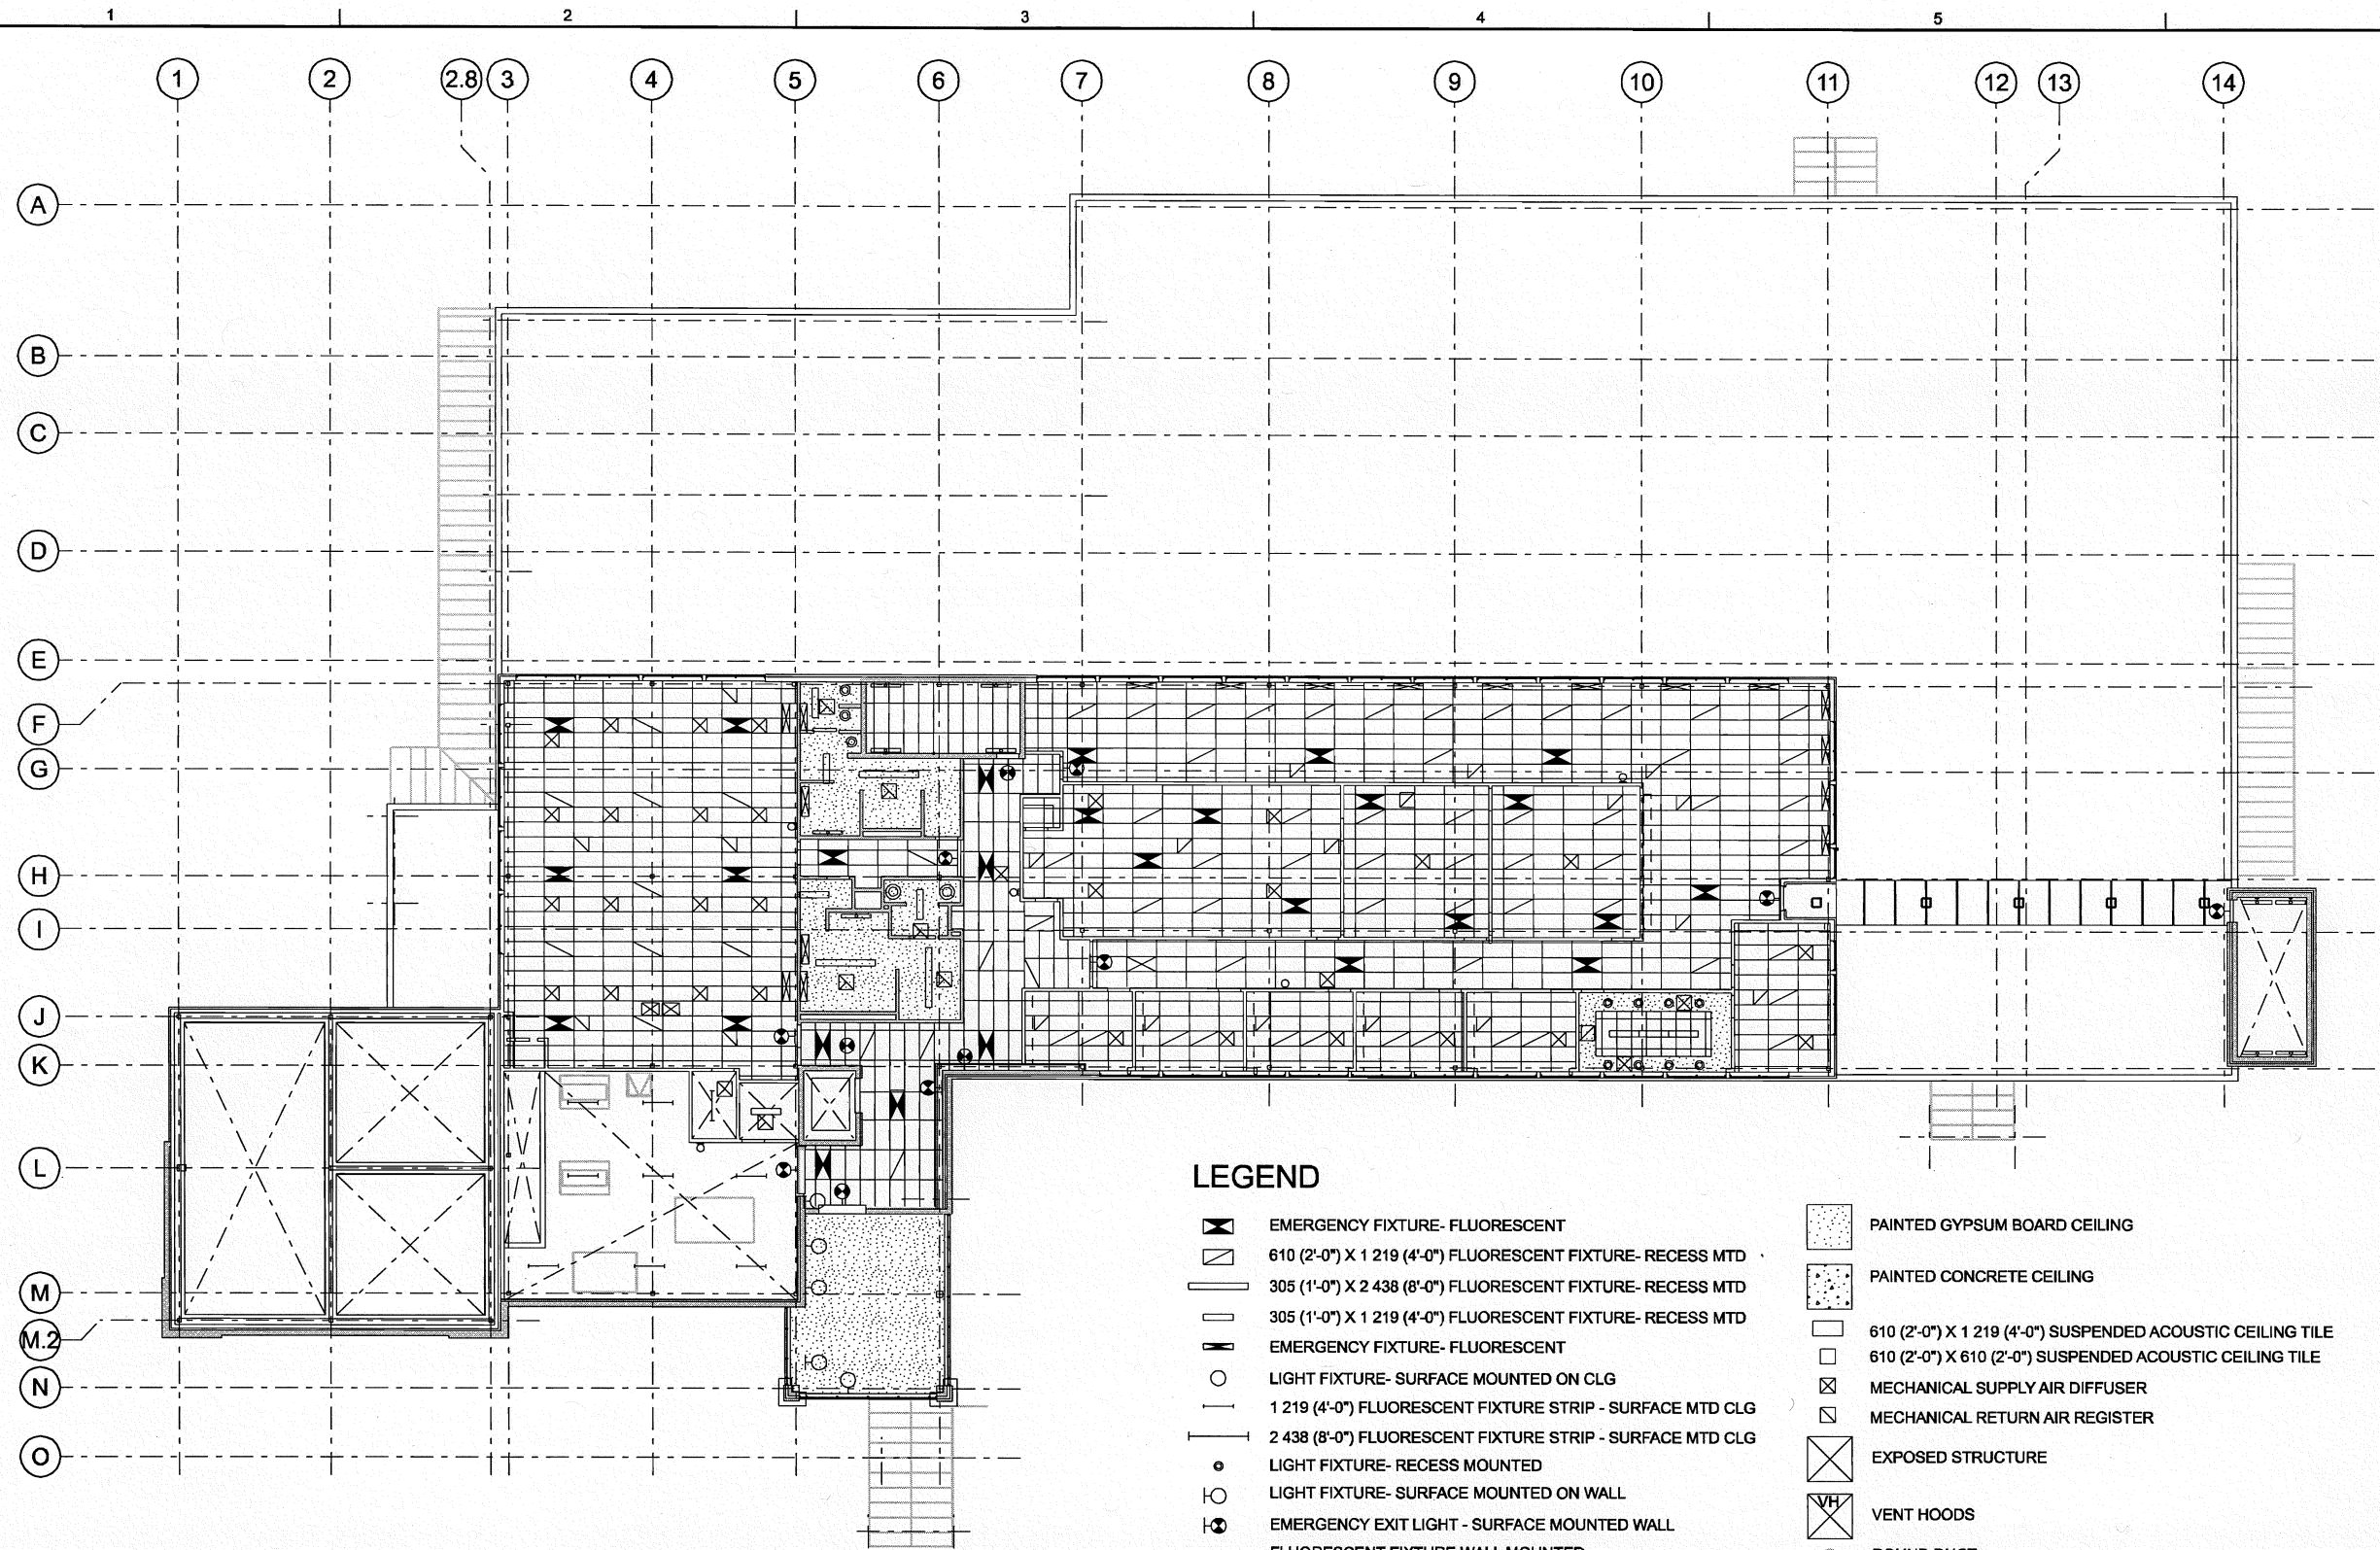 1 2 3 4 5
1 2 2.8 3 4 5 6 7 8 9 10 11 12 13 14
A
B
C
D
E
F
G
H
I
J
K
L
M
M.2
N
O
LEGEND
EMERGENCY FIXTURE- FLUORESCENT
610 (2'-0") X 1 219 (4'-0") FLUORESCENT FIXTURE- RECESS MTD
305 (1'-0") X 2 438 (8'-0") FLUORESCENT FIXTURE- RECESS MTD
305 (1'-0") X 1 219 (4'-0") FLUORESCENT FIXTURE- RECESS MTD
EMERGENCY FIXTURE- FLUORESCENT
LIGHT FIXTURE- SURFACE MOUNTED ON CLG
1 219 (4'-0") FLUORESCENT FIXTURE STRIP - SURFACE MTD CLG
2 438 (8'-0") FLUORESCENT FIXTURE STRIP - SURFACE MTD CLG
LIGHT FIXTURE- RECESS MOUNTED
LIGHT FIXTURE- SURFACE MOUNTED ON WALL
EMERGENCY EXIT LIGHT - SURFACE MOUNTED WALL
FLUORESCENT FIXTURE WALL MOUNTED
PAINTED GYPSUM BOARD CEILING
PAINTED CONCRETE CEILING
610 (2'-0") X 1 219 (4'-0") SUSPENDED ACOUSTIC CEILING TILE
610 (2'-0") X 610 (2'-0") SUSPENDED ACOUSTIC CEILING TILE
MECHANICAL SUPPLY AIR DIFFUSER
MECHANICAL RETURN AIR REGISTER
EXPOSED STRUCTURE
VH VENT HOODS